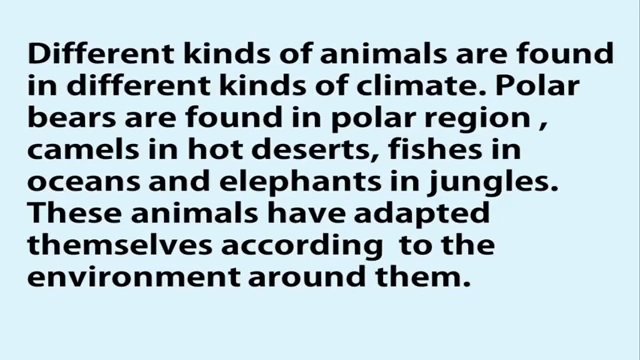 Different kinds of animals are found
in different kinds of climate. Polar
bears are found in polar region ,
camels in hot deserts, fishes in
oceans and elephants in jungles.
These animals have adapted
themselves according  to the
environment around them.